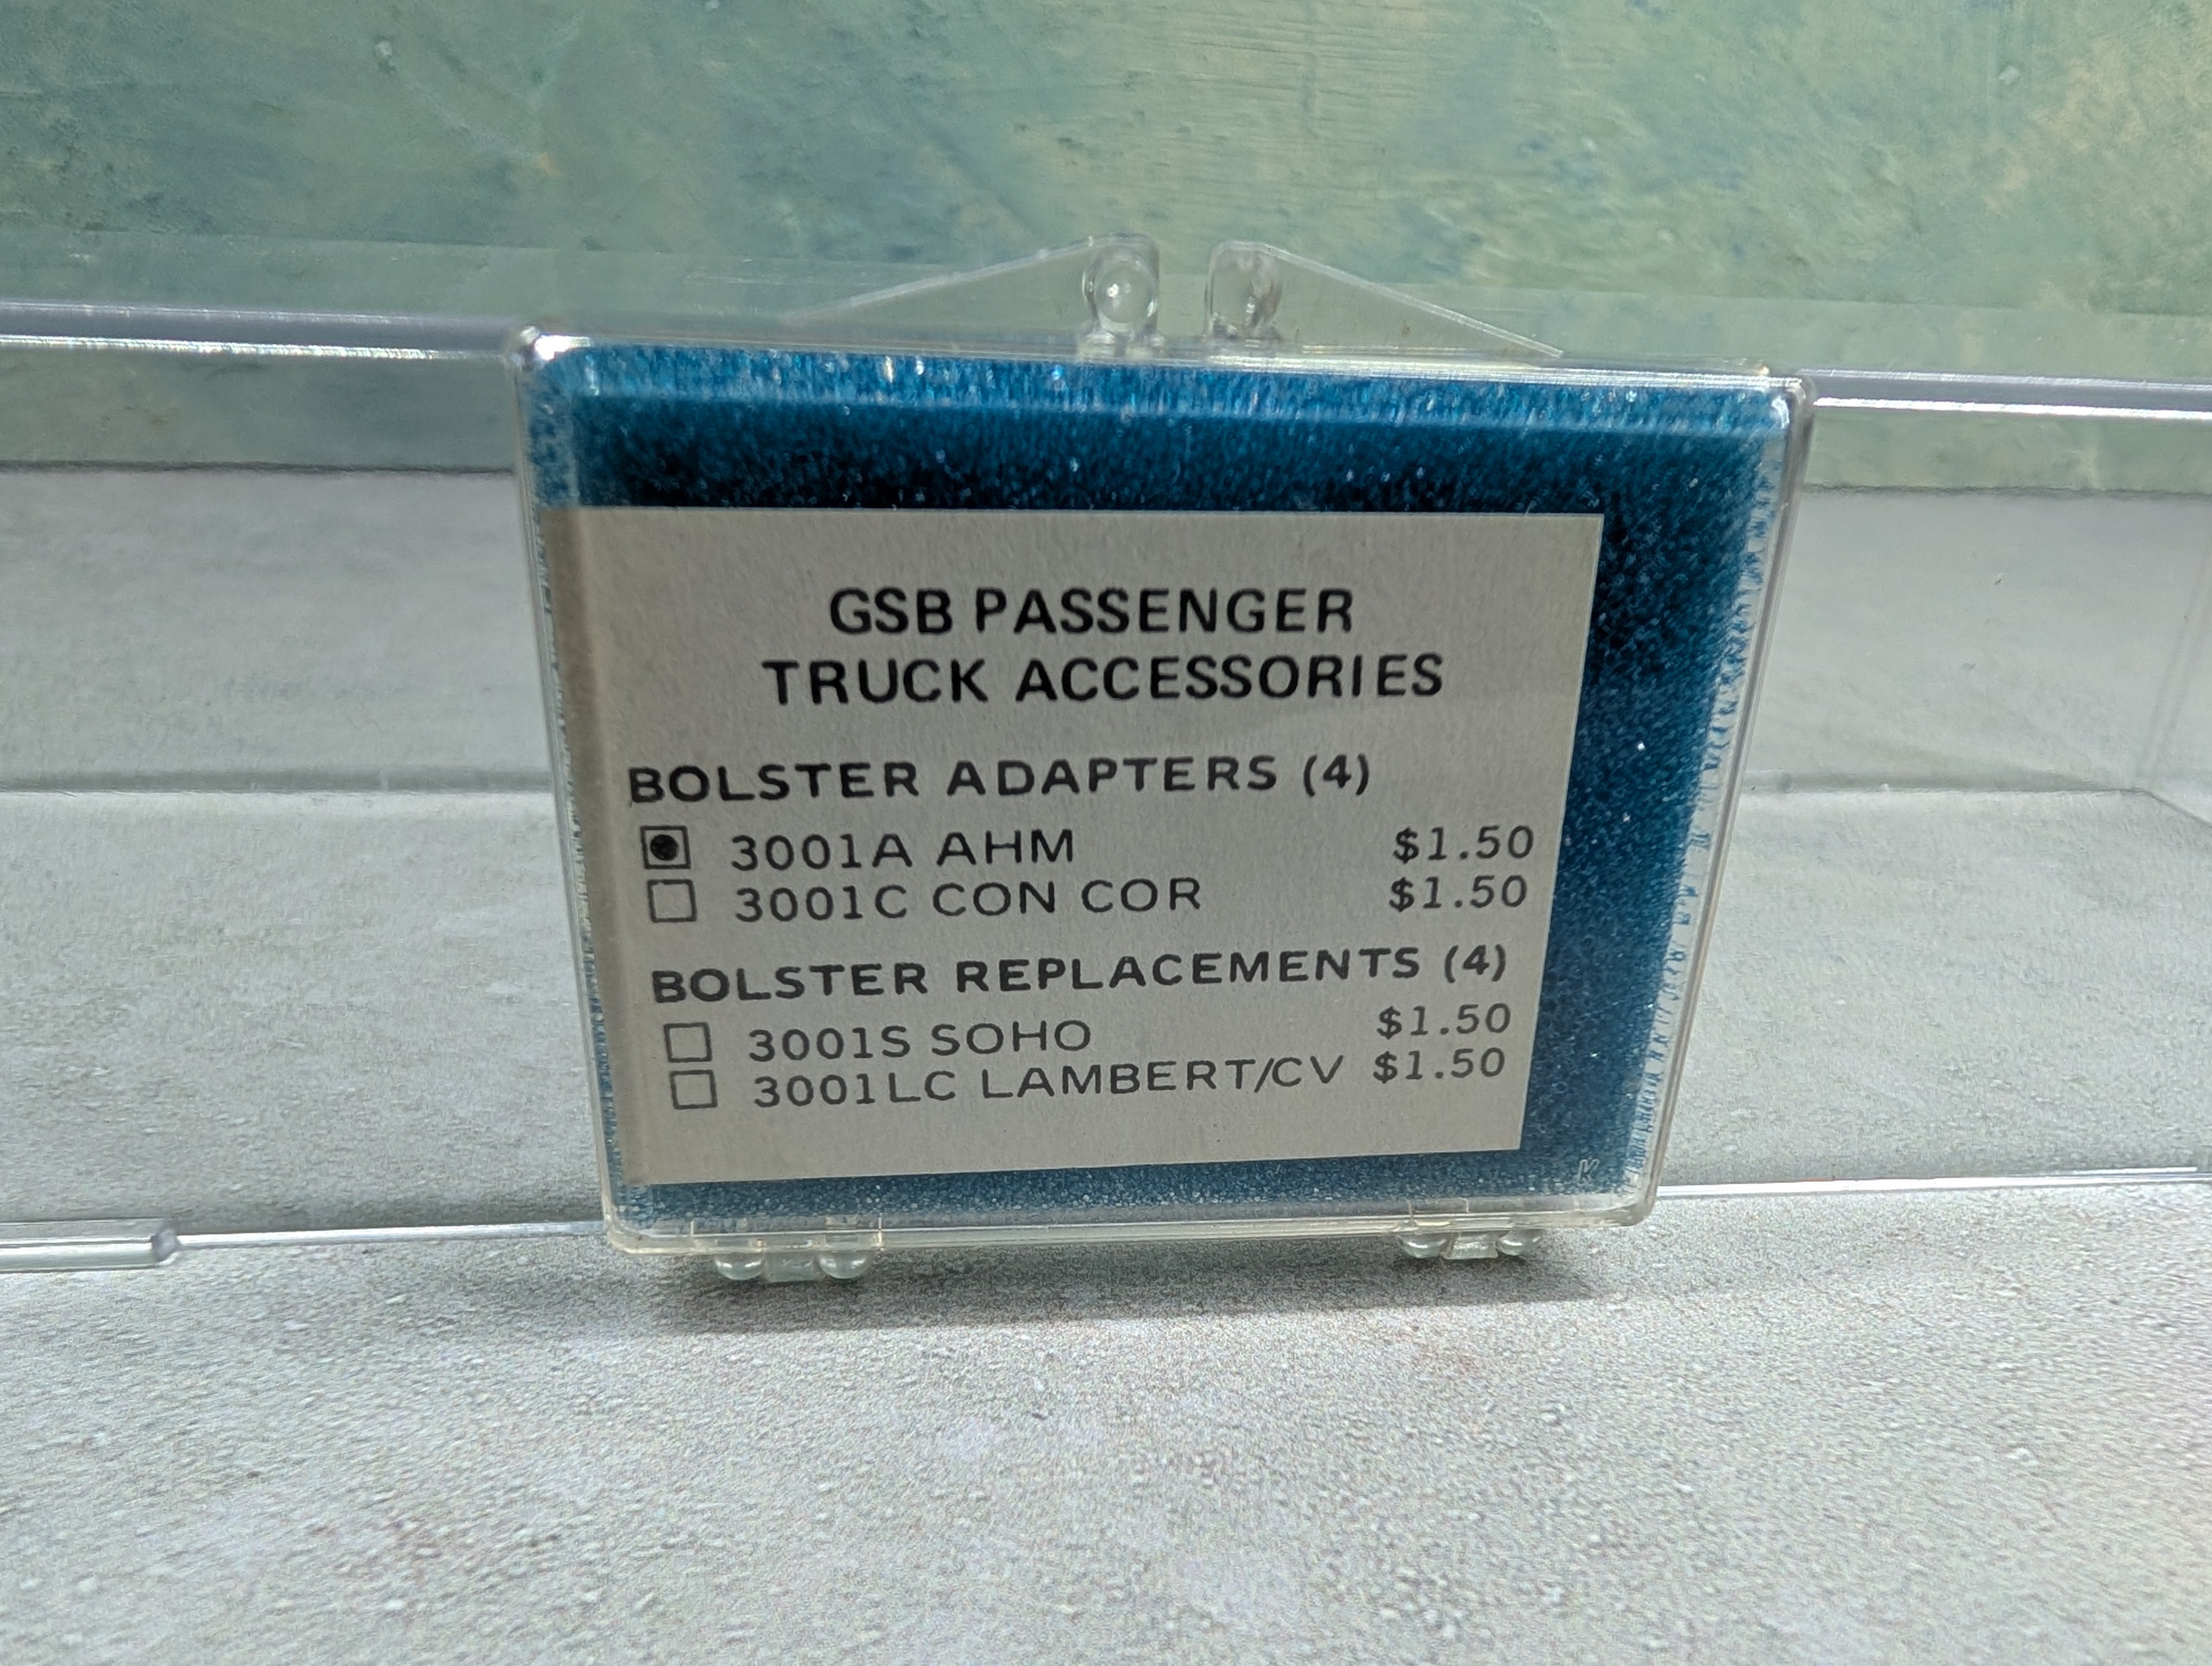 GSB PASSENGER
TRUCK ACCESSORIES
BOLSTER ADAPTERS (4)
3001A AHM $1.50
3001C CON COR $1.50
BOLSTER REPLACEMENTS (4)
3001S SOHO $1.50
3001LC LAMBERT/CV $1.50
K